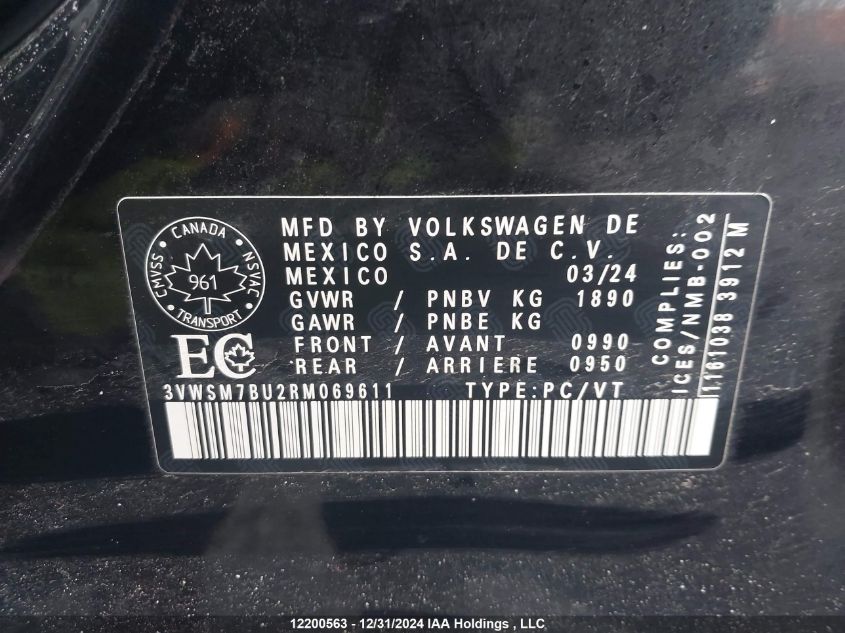 CANADA
CMVSS
NSVAC
961
TRANSPORT
EC
MFD BY VOLKSWAGEN DE
MEXICO S.A. DE C.V.
MEXICO 03/24
GVWR / PNBV KG 1890
GAWR / PNBE KG
FRONT / AVANT 0990
REAR / ARRIERE 0950
3VWSM7BU2RM069611 TYPE:PC/VT
COMPLIES:
ICES/NMB-002
1161038 3912 M
12200563 - 12/31/2024 IAA Holdings , LLC